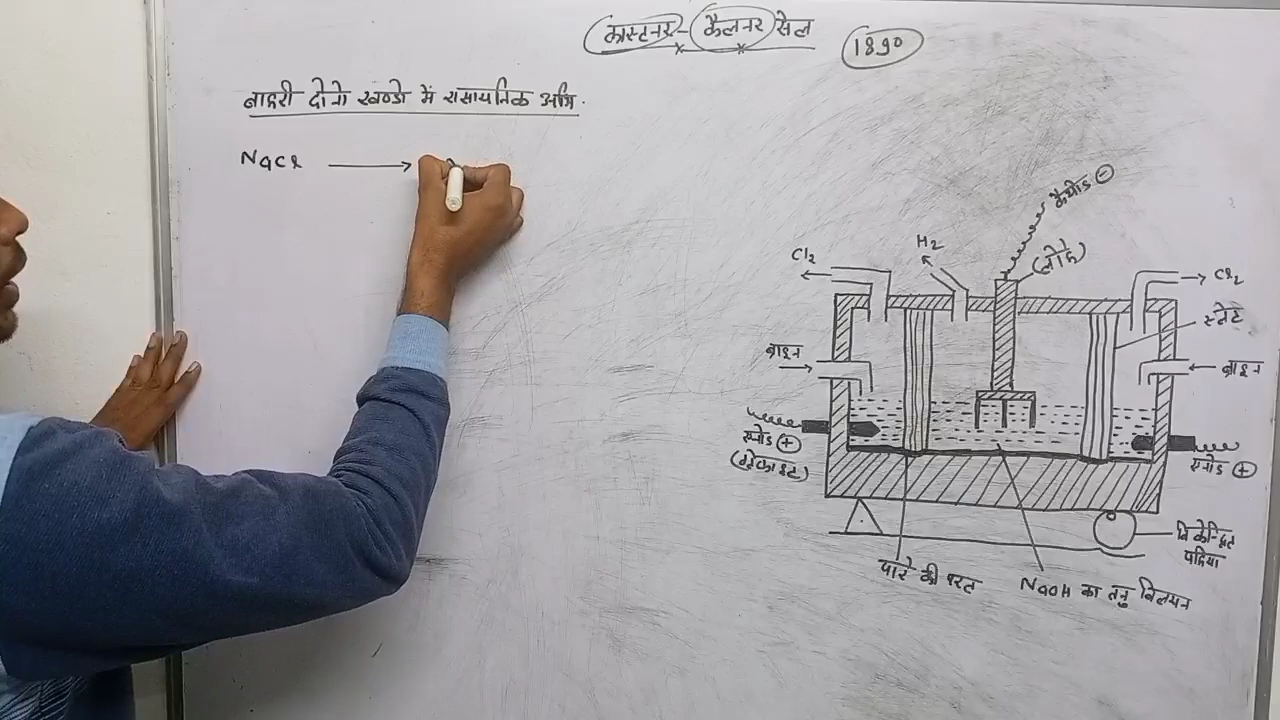 कास्टनर - कैलनर सेल
1890
बाहरी दोनो खण्डो में रासायनिक अभि.
NaCl →
कैथोड -
H2
Cl2
(लोहे)
Cl2
स्लेट
ब्राइन
ब्राइन
एनोड +
(ग्रेफाइट)
एनोड +
विकेन्द्रित
पहिया
पारे की परत
NaOH का तनु विलयन